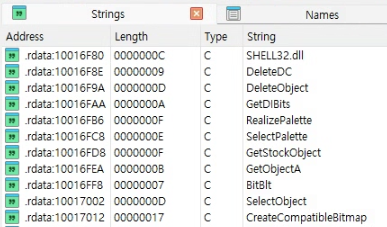 Strings Names
Address Length Type String
.rdata:10016F80 0000000C C SHELL32.dll
.rdata:10016F8E 00000009 C DeleteDC
.rdata:10016F9A 0000000D C DeleteObject
.rdata:10016FAA 0000000A C GetDIBits
.rdata:10016FB6 0000000F C RealizePalette
.rdata:10016FC8 0000000E C SelectPalette
.rdata:10016FD8 0000000F C GetStockObject
.rdata:10016FEA 0000000B C GetObjectA
.rdata:10016FF8 00000007 C BitBlt
.rdata:10017002 0000000D C SelectObject
.rdata:10017012 00000017 C CreateCompatibleBitmap